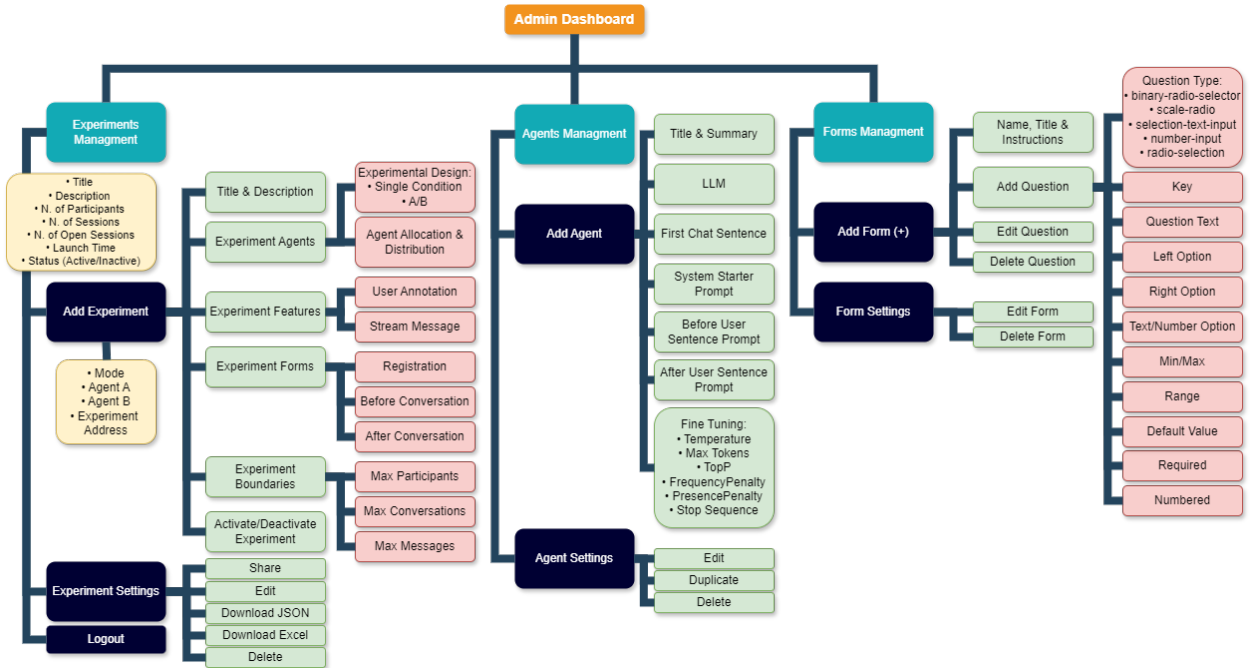 Admin Dashboard
Experiments
Managment
• Title
• Description
• N. of Participants
• N. of Sessions
• N. of Open Sessions
• Launch Time
• Status (Active/Inactive)
Add Experiment
• Mode
• Agent A
• Agent B
• Experiment
Address
Title & Description
Experiment Agents
Experimental Design:
• Single Condition
• A/B
Agent Allocation &
Distribution
Experiment Features
User Annotation
Stream Message
Experiment Forms
Registration
Before Conversation
After Conversation
Experiment
Boundaries
Max Participants
Max Conversations
Max Messages
Activate/Deactivate
Experiment
Experiment Settings
Share
Edit
Download JSON
Download Excel
Delete
Logout
Agents Managment
Add Agent
Title & Summary
LLM
First Chat Sentence
System Starter
Prompt
Before User
Sentence Prompt
After User Sentence
Prompt
Fine Tuning:
• Temperature
• Max Tokens
• TopP
• FrequencyPenalty
• PresencePenalty
• Stop Sequence
Agent Settings
Edit
Duplicate
Delete
Forms Managment
Add Form (+)
Name, Title &
Instructions
Add Question
Edit Question
Delete Question
Form Settings
Edit Form
Delete Form
Question Type:
• binary-radio-selector
• scale-radio
• selection-text-input
• number-input
• radio-selection
Key
Question Text
Left Option
Right Option
Text/Number Option
Min/Max
Range
Default Value
Required
Numbered